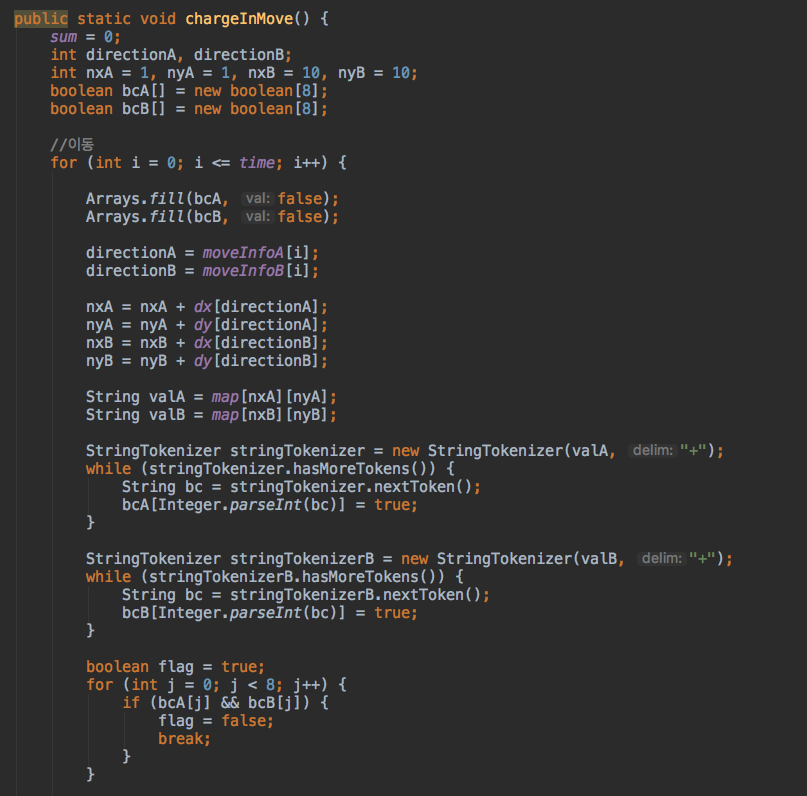 public static void chargeInMove() {
sum = 0;
int directionA, directionB;
int nxA = 1, nyA = 1, nxB = 10, nyB = 10;
boolean bcA[] = new boolean[8];
boolean bcB[] = new boolean[8];
//이동
for (int i = 0; i <= time; i++) {
Arrays.fill(bcA, val: false);
Arrays.fill(bcB, val: false);
directionA = moveInfoA[i];
directionB = moveInfoB[i];
nxA = nxA + dx[directionA];
nyA = nyA + dy[directionA];
nxB = nxB + dx[directionB];
nyB = nyB + dy[directionB];
String valA = map[nxA][nyA];
String valB = map[nxB][nyB];
StringTokenizer stringTokenizer = new StringTokenizer(valA, delim: "+");
while (stringTokenizer.hasMoreTokens()) {
String bc = stringTokenizer.nextToken();
bcA[Integer.parseInt(bc)] = true;
}
StringTokenizer stringTokenizerB = new StringTokenizer(valB, delim: "+");
while (stringTokenizerB.hasMoreTokens()) {
String bc = stringTokenizerB.nextToken();
bcB[Integer.parseInt(bc)] = true;
}
boolean flag = true;
for (int j = 0; j < 8; j++) {
if (bcA[j] && bcB[j]) {
flag = false;
break;
}
}